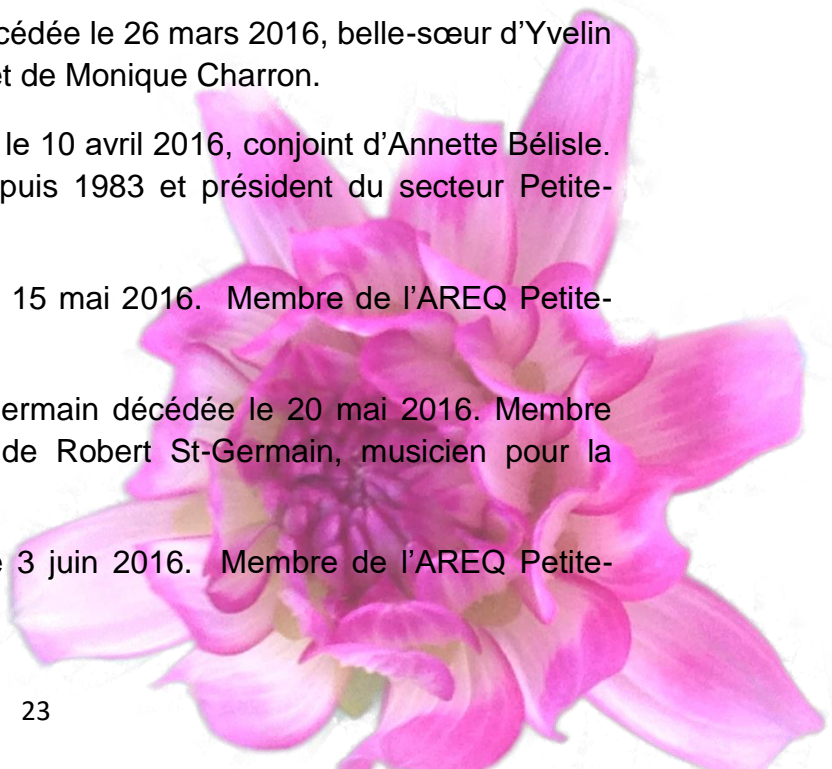 cédée le 26 mars 2016, belle-sœur d’Yvelin
et de Monique Charron.
le 10 avril 2016, conjoint d’Annette Bélisle.
puis 1983 et président du secteur Petite-
15 mai 2016. Membre de l’AREQ Petite-
ermain décédée le 20 mai 2016. Membre
de Robert St-Germain, musicien pour la
3 juin 2016. Membre de l’AREQ Petite-
23